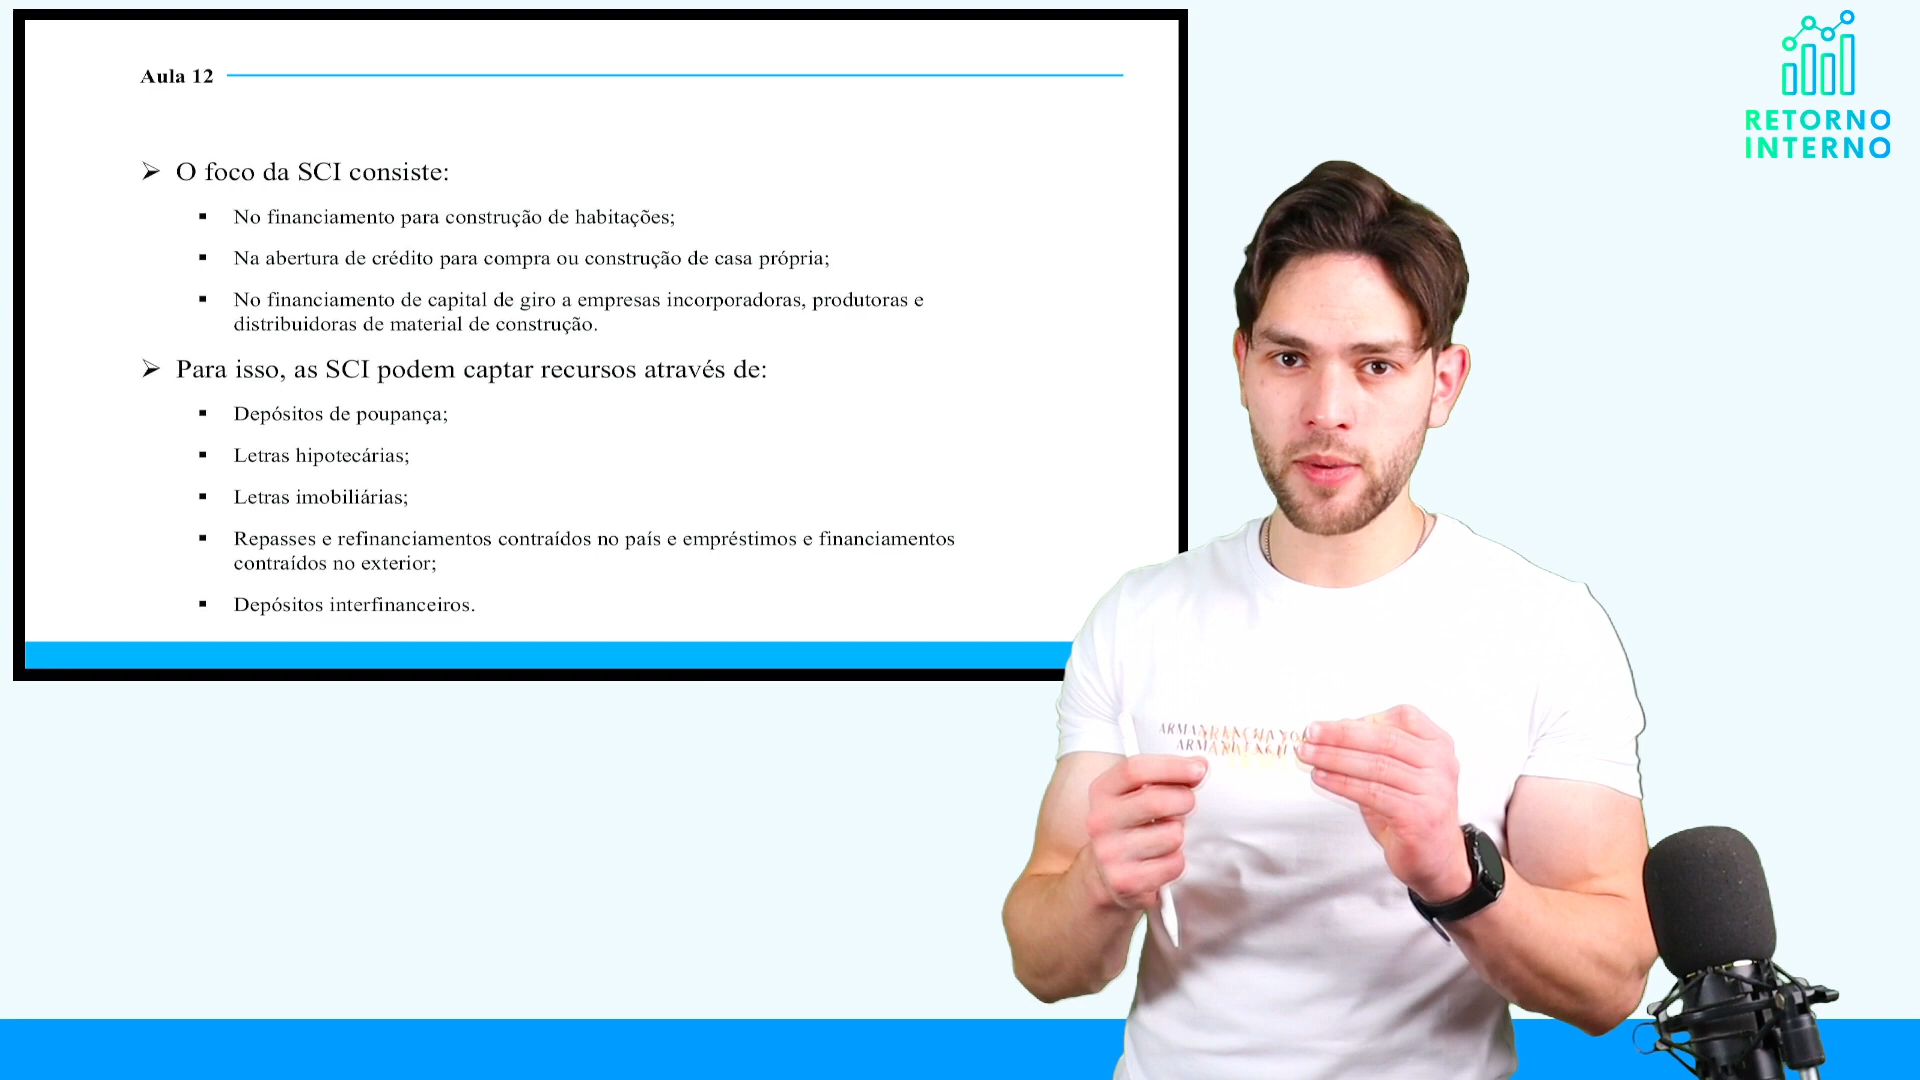 Aula 12
➢ O foco da SCI consiste:
▪ No financiamento para construção de habitações;
▪ Na abertura de crédito para compra ou construção de casa própria;
▪ No financiamento de capital de giro a empresas incorporadoras, produtoras e
distribuidoras de material de construção.
➢ Para isso, as SCI podem captar recursos através de:
▪ Depósitos de poupança;
▪ Letras hipotecárias;
▪ Letras imobiliárias;
▪ Repasses e refinanciamentos contraídos no país e empréstimos e financiamentos
contraídos no exterior;
▪ Depósitos interfinanceiros.
RETORNO
INTERNO